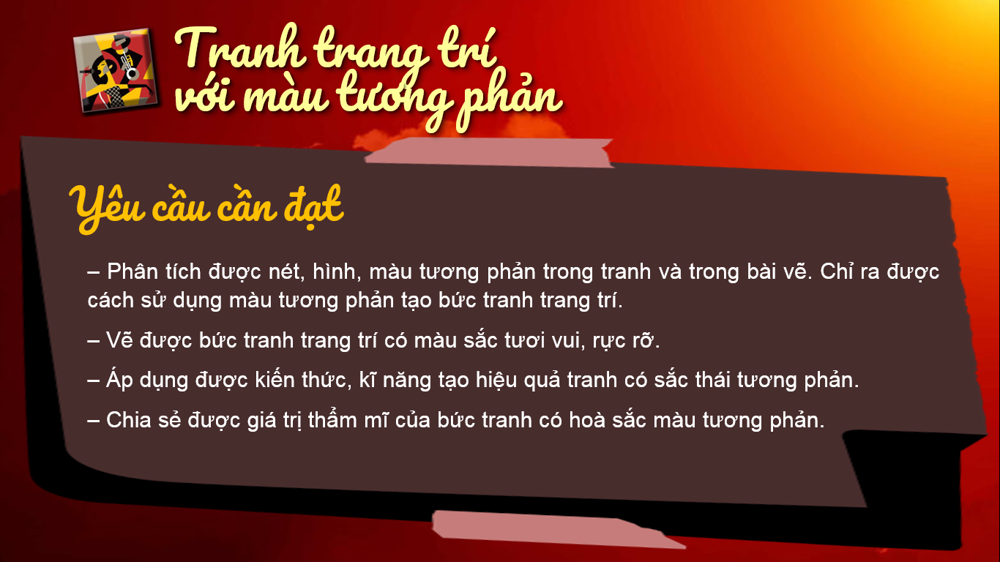 Tranh trang trí
với màu tương phản
Yêu cầu cần đạt
– Phân tích được nét, hình, màu tương phản trong tranh và trong bài vẽ. Chỉ ra được
cách sử dụng màu tương phản tạo bức tranh trang trí.
– Vẽ được bức tranh trang trí có màu sắc tươi vui, rực rỡ.
– Áp dụng được kiến thức, kĩ năng tạo hiệu quả tranh có sắc thái tương phản.
– Chia sẻ được giá trị thẩm mĩ của bức tranh có hoà sắc màu tương phản.